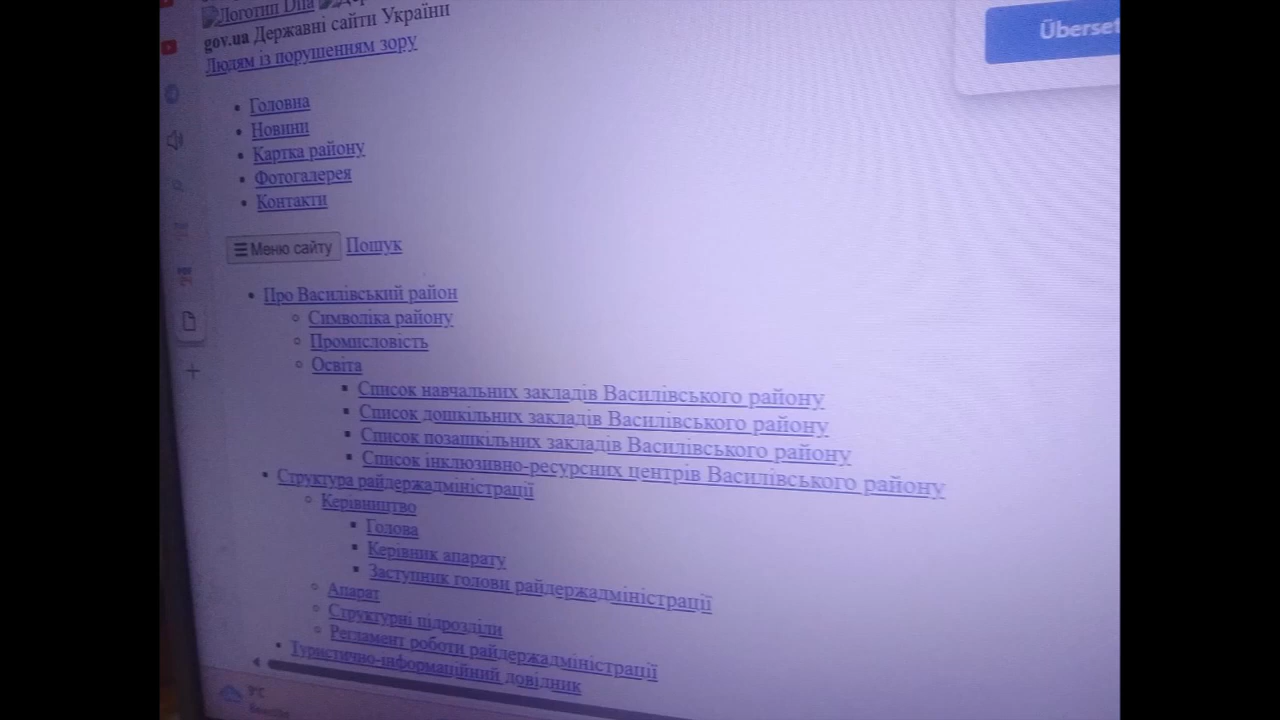 Логотип Diia
gov.ua Державні сайти України
Людям із порушенням зору
Головна
Новини
Картка району
Фотогалерея
Контакти
Меню сайту Пошук
Про Василівський район
Символіка району
Промисловість
Освіта
Список навчальних закладів Василівського району
Список дошкільних закладів Василівського району
Список позашкільних закладів Василівського району
Список інклюзивно-ресурсних центрів Василівського району
Структура райдержадміністрації
Керівництво
Голова
Керівник апарату
Заступник голови райдержадміністрації
Апарат
Структурні підрозділи
Регламент роботи райдержадміністрації
Туристично-інформаційний довідник
Überset
9°C